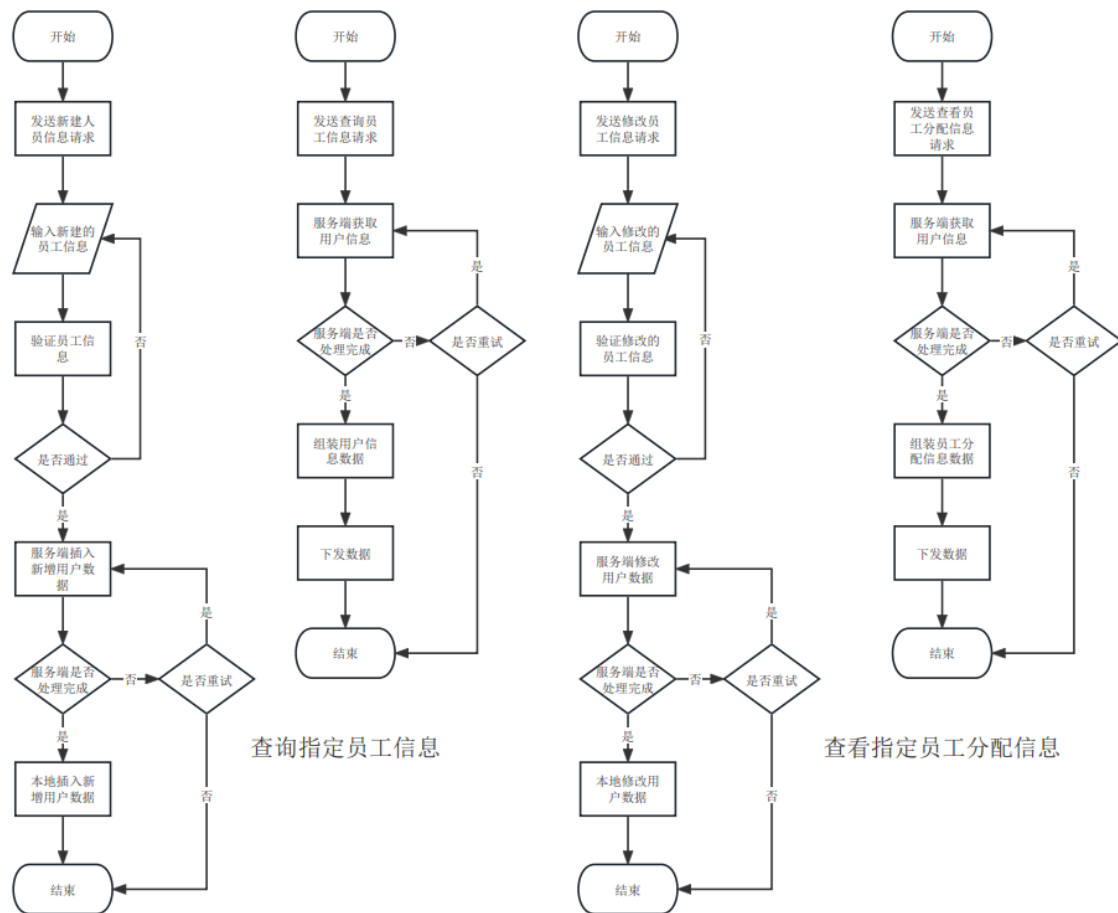 开始
发送新建人
员信息请求
输入新建的
员工信息
验证员工信
息
否
是否通过
是
服务端插入
新增用户数
据
是
服务端是否
处理完成
否
是否重试
是
否
本地插入新
增用户数据
结束
开始
发送查询员
工信息请求
服务端获取
用户信息
是
服务端是否
处理完成
否
是否重试
是
组装用户信
息数据
否
下发数据
结束
查询指定员工信息
开始
发送修改员
工信息请求
输入修改的
员工信息
验证修改的
员工信息
否
是否通过
是
服务端修改
用户数据
是
服务端是否
处理完成
否
是否重试
是
否
本地修改用
户数据
结束
开始
发送查看员
工分配信息
请求
服务端获取
用户信息
是
服务端是否
处理完成
否
是否重试
是
组装员工分
配信息数据
否
下发数据
结束
查看指定员工分配信息